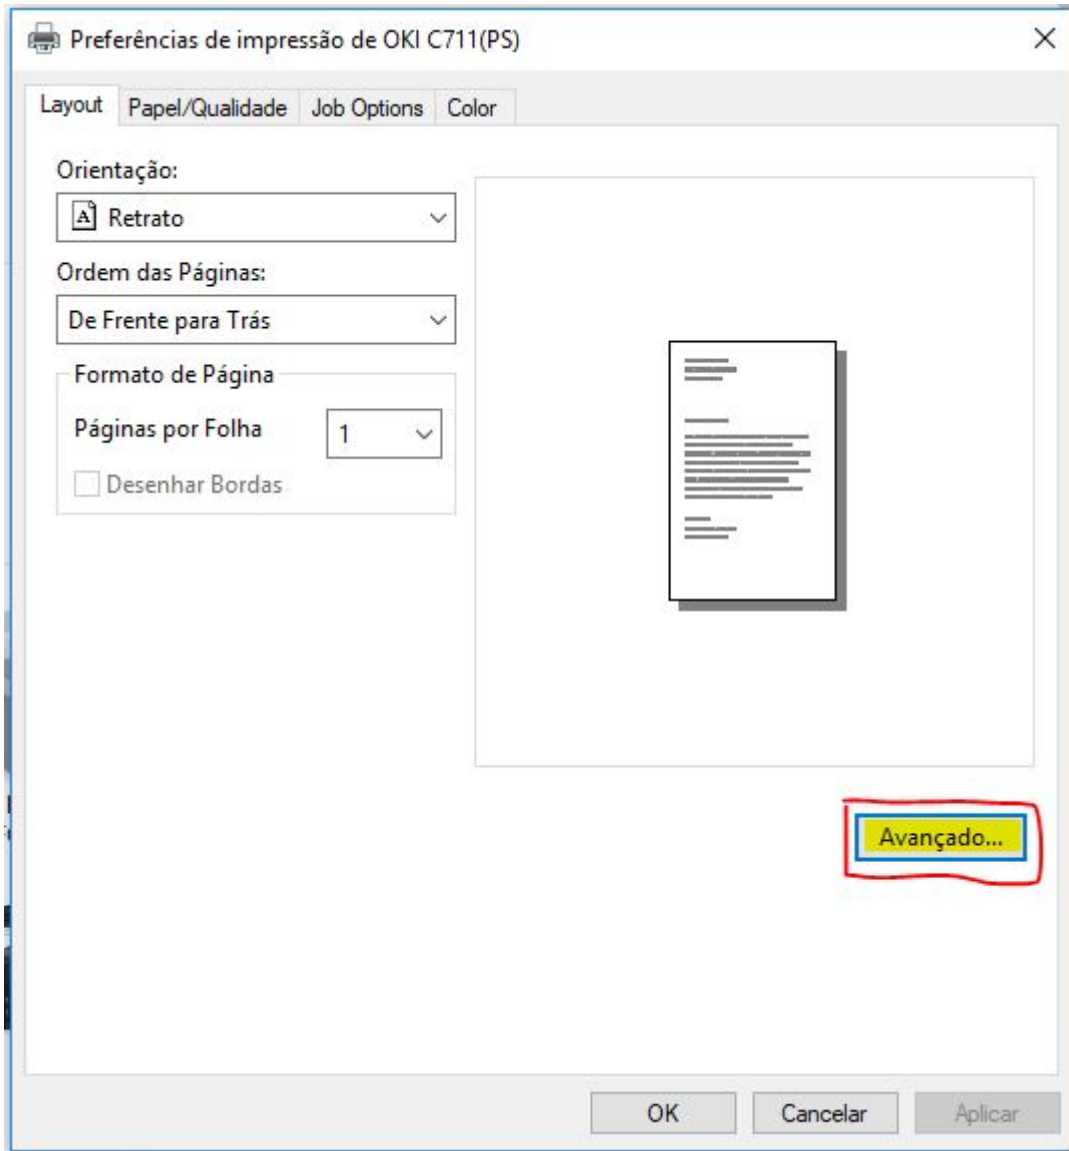 Preferências de impressão de OKI C711(PS)
Layout
Papel/Qualidade
Job Options
Color
Orientação:
A Retrato
Ordem das Páginas:
De Frente para Trás
Formato de Página
Páginas por Folha
1
Desenhar Bordas
Avançado...
OK
Cancelar
Aplicar